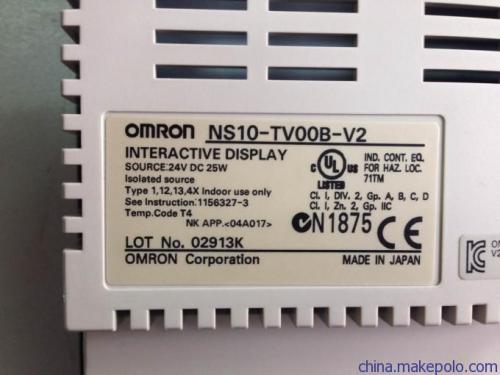 OMRON NS10-TV00B-V2
INTERACTIVE DISPLAY
SOURCE:24V DC 25W
Isolated source
Type 1,12,13,4X Indoor use only
See Instruction:1156327-3
Temp.Code T4
NK APP.<04A017>
LOT No. 02913K
OMRON Corporation
C UL US
LISTED
IND. CONT. EQ.
FOR HAZ. LOC.
71TM
Cl. I, DIV. 2, Gp. A, B, C, D
Cl. I, Zn. 2, Gp. IIC
N1875 CE
MADE IN JAPAN
china.makepolo.com